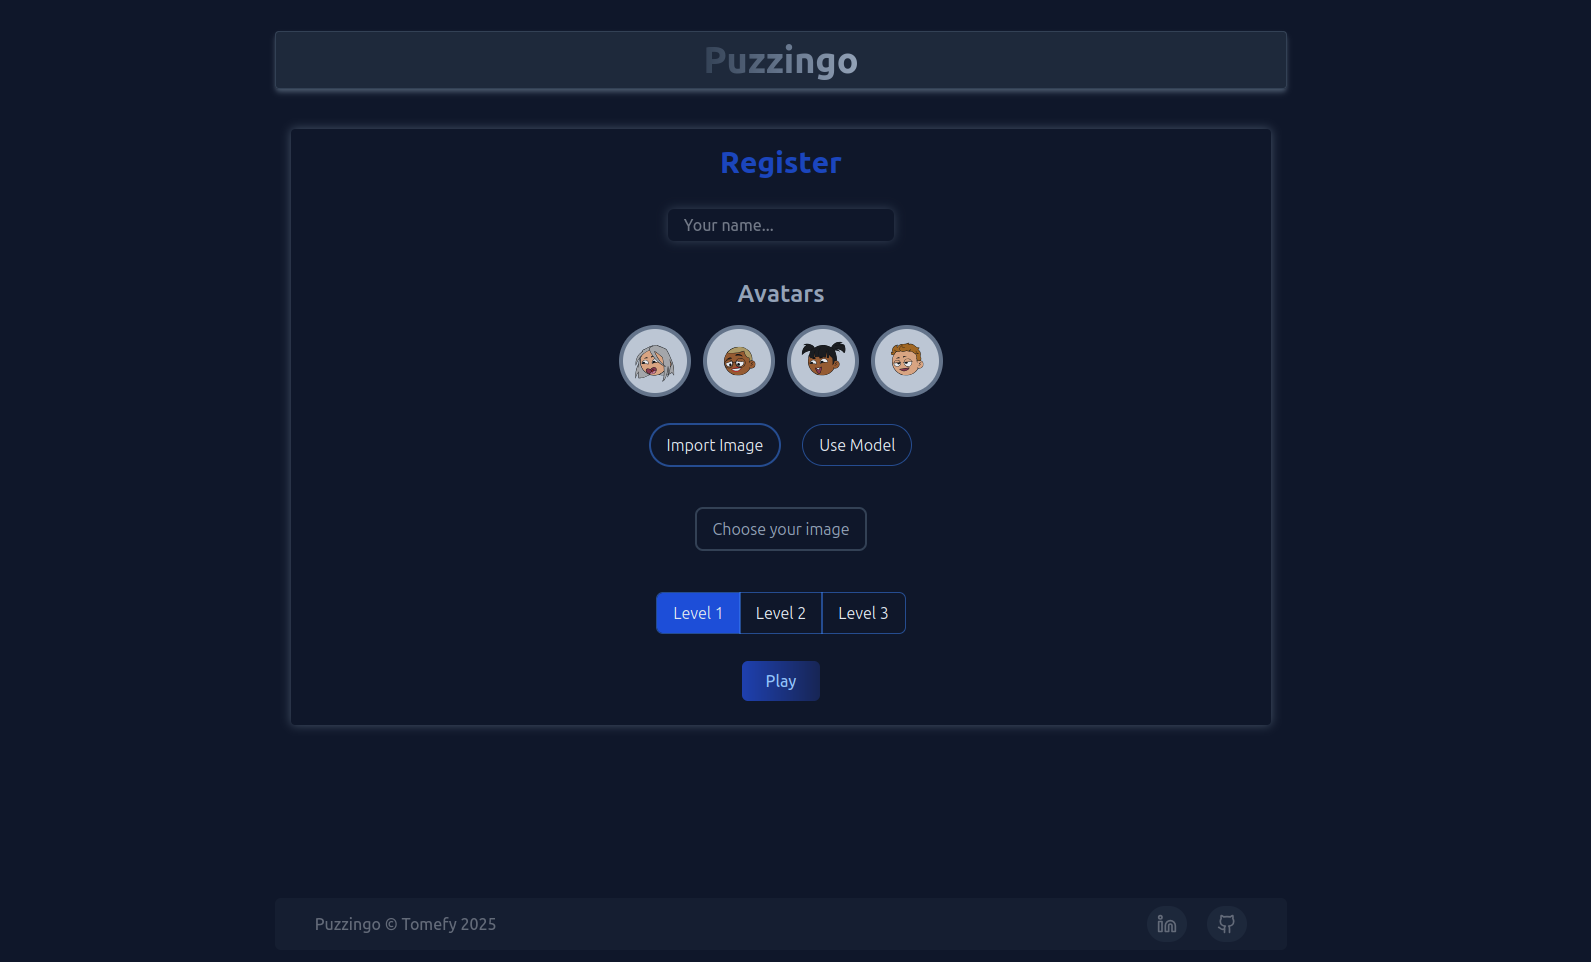 Puzzingo
Register
Your name...
Avatars
Import Image Use Model
Choose your image
Level 1 Level 2 Level 3
Play
Puzzingo © Tomefy 2025